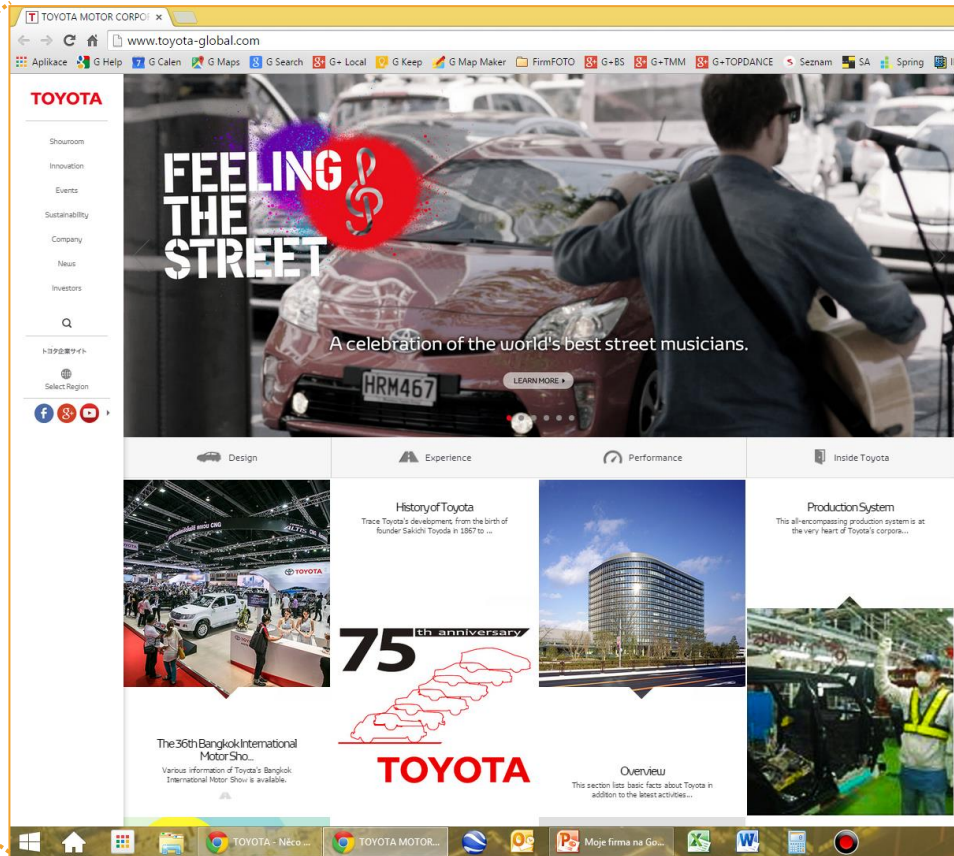 TOYOTA MOTOR CORPO
www.toyota-global.com
Aplikace G Help G Calen G Maps G Search G+ Local G Keep G Map Maker FirmFOTO G+BS G+TMM G+TOPDANCE Seznam SA Spring
TOYOTA
Showroom
Innovation
Events
Sustainability
Company
News
Investors
トヨタ企業サイト
Select Region
FEELING
THE
STREET
A celebration of the world's best street musicians.
LEARN MORE
HRM467
Design Experience Performance Inside Toyota
TOYOTA
The 36th Bangkok International
Motor Sho...
Various information of Toyota's Bangkok
International Motor Show is available.
History of Toyota
Trace Toyota's development, from the birth of
founder Sakichi Toyoda in 1867 to ...
75th anniversary
TOYOTA
Overview
This section lists basic facts about Toyota in
addition to the latest activities...
Production System
This all-encompassing production system is at
the very heart of Toyota's corpora...
TOYOTA - Něco ... TOYOTA MOTOR... Moje firma na Go...